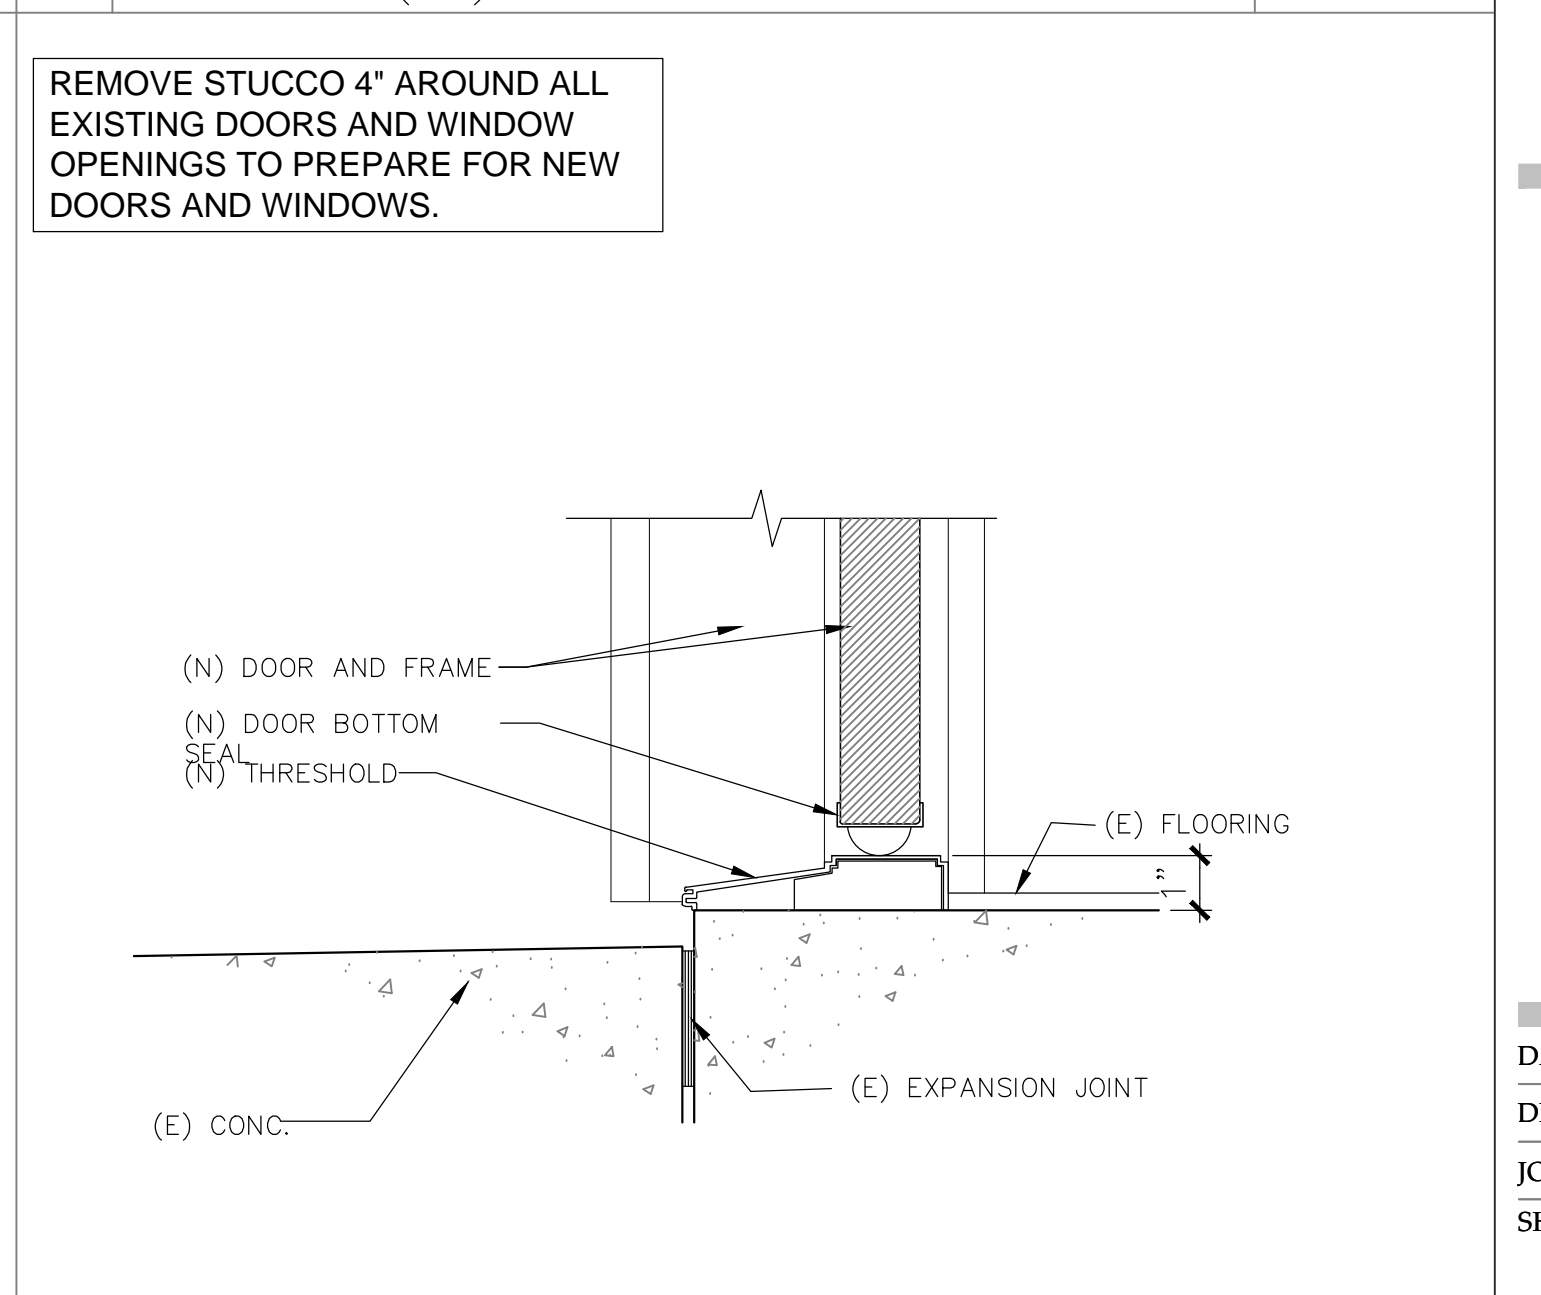 REMOVE STUCCO 4" AROUND ALL
EXISTING DOORS AND WINDOW
OPENINGS TO PREPARE FOR NEW
DOORS AND WINDOWS.
(N) DOOR AND FRAME
(N) DOOR BOTTOM
SEAL
(N) THRESHOLD
(E) FLOORING
1"
(E) EXPANSION JOINT
(E) CONC.